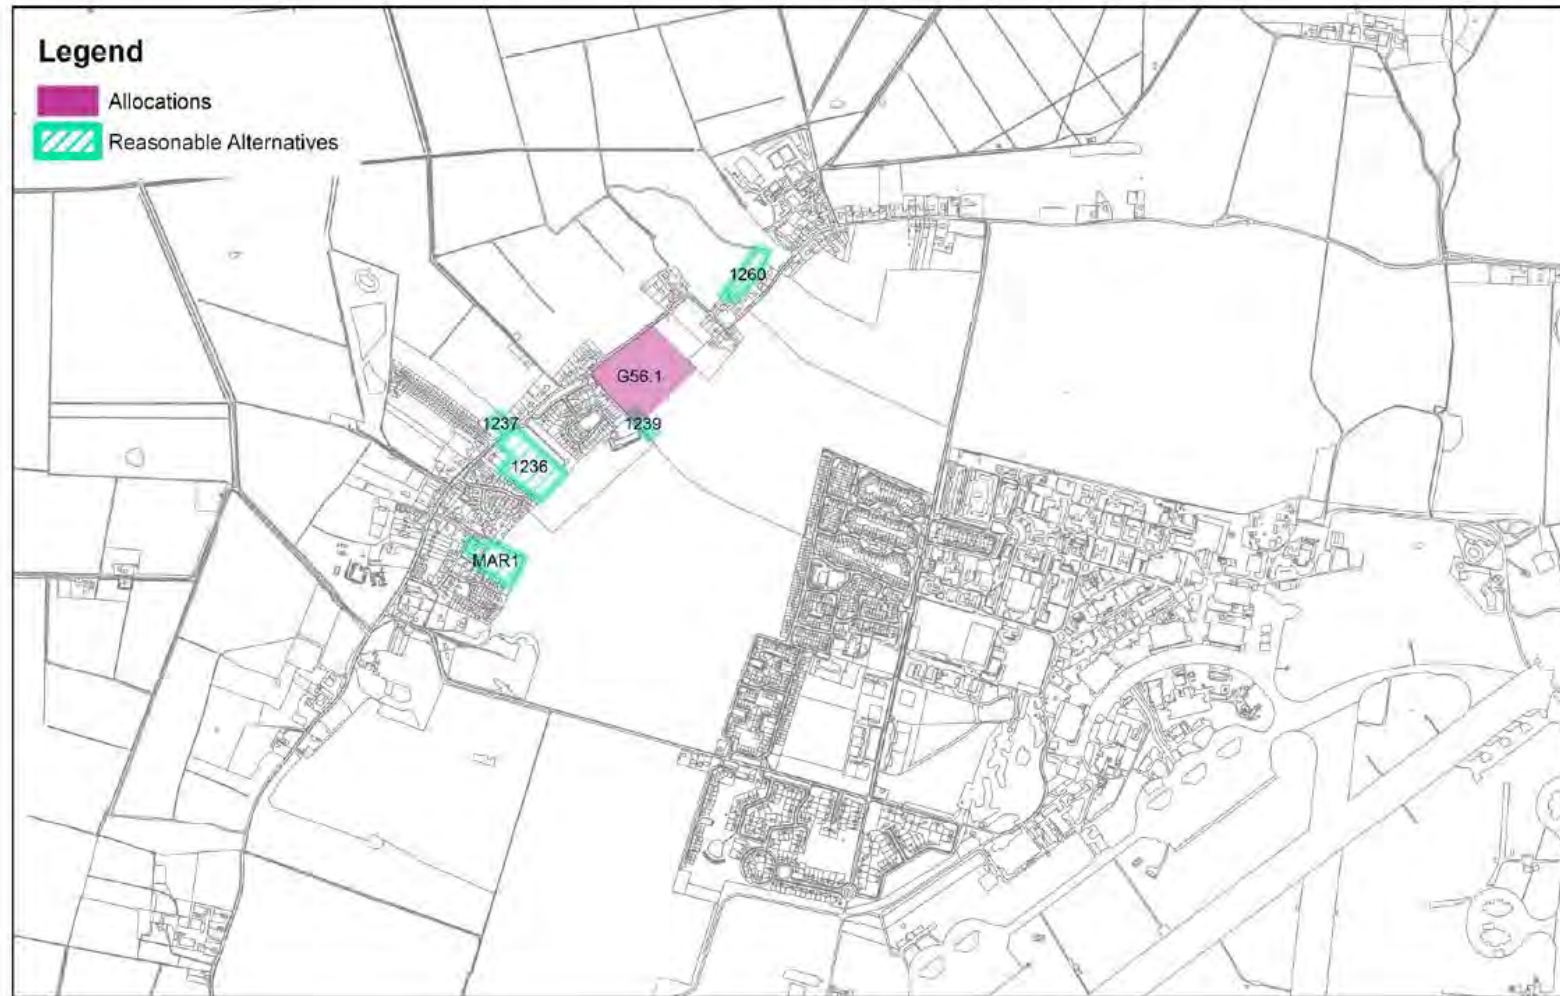 Legend
Allocations
Reasonable Alternatives
1260
G56.1
1237
1239
1236
MAR1